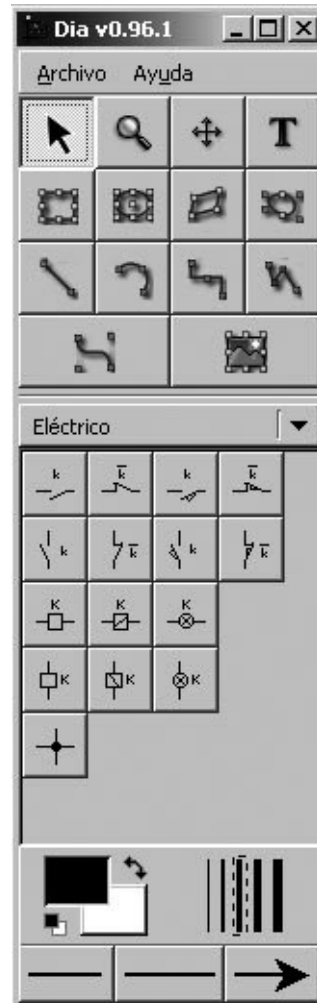 Dia v0.96.1
Archivo Ayuda
T
Eléctrico
k k k k
k k k k
K K K
K K K